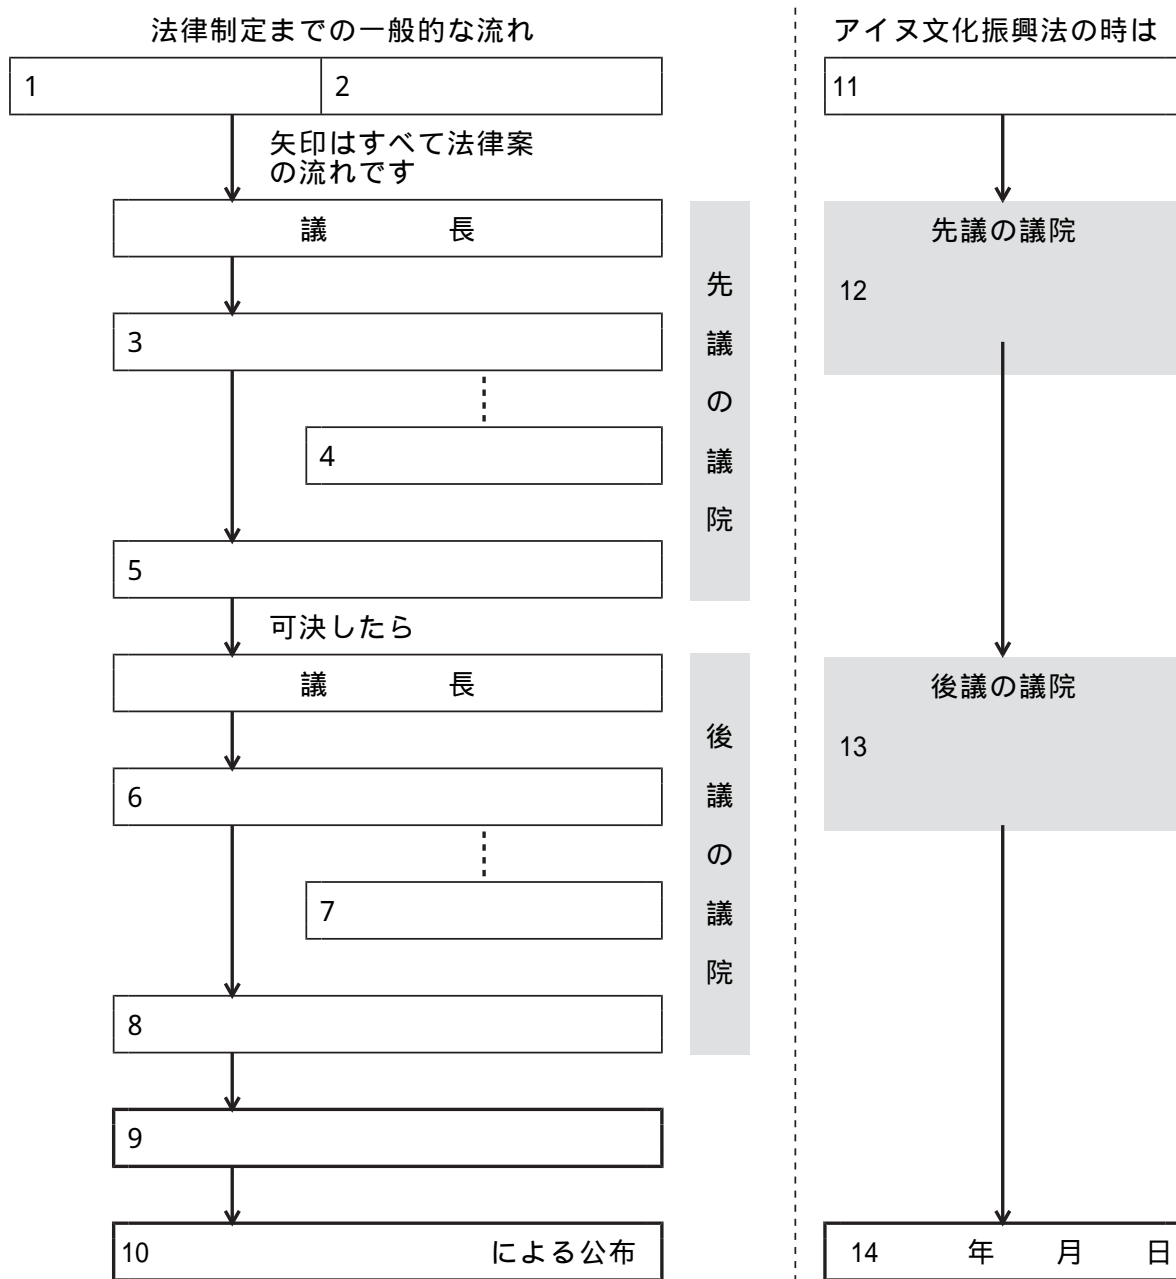 法律制定までの一般的な流れ
1
2
矢印はすべて法律案
の流れです
議 長
3
4
5
先議の議院
可決したら
議 長
6
7
8
後議の議院
9
10 による公布
アイヌ文化振興法の時は
11
先議の議院
12
後議の議院
13
14 年 月 日